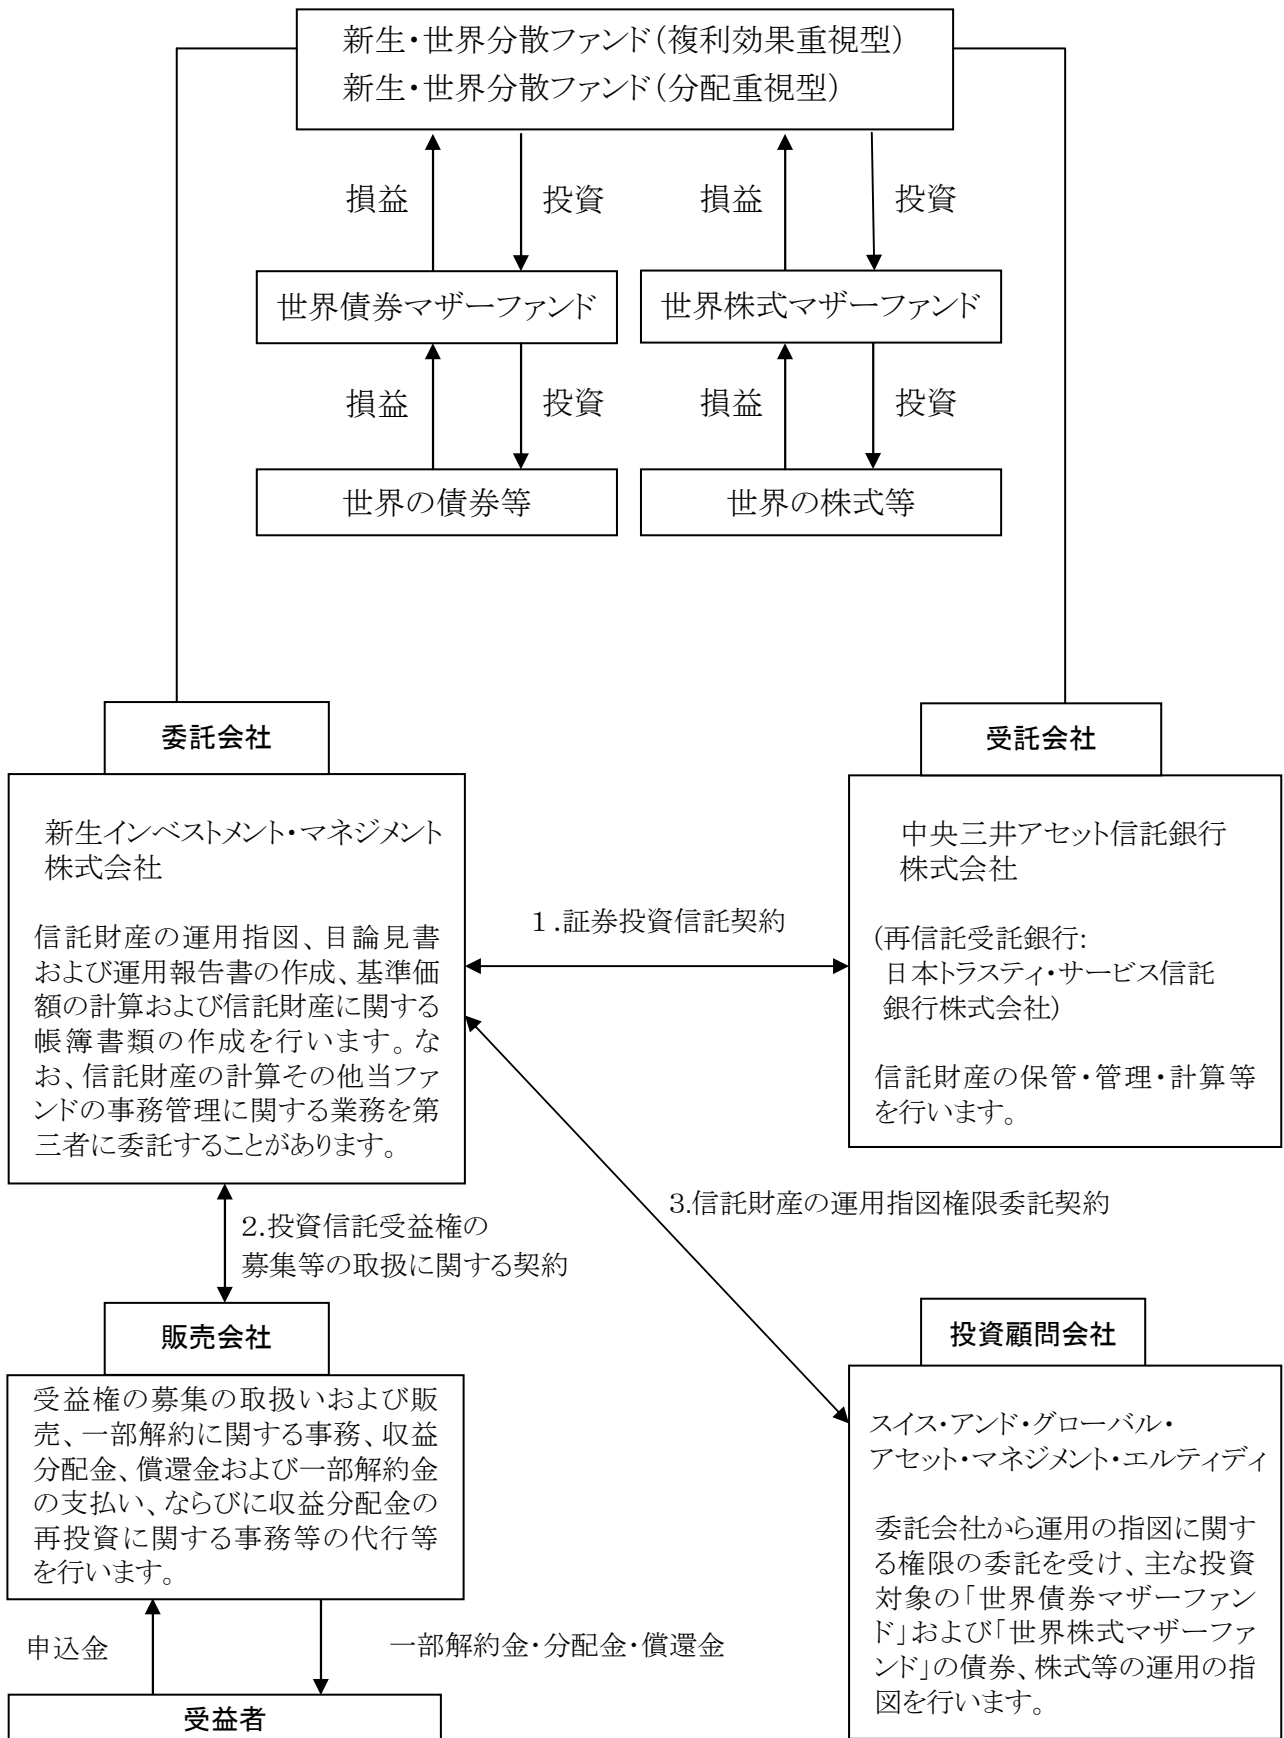 新生・世界分散ファンド(複利効果重視型)
新生・世界分散ファンド(分配重視型)
損益
投資
損益
投資
世界債券マザーファンド
世界株式マザーファンド
損益
投資
損益
投資
世界の債券等
世界の株式等
委託会社
新生インベストメント・マネジメント
株式会社
信託財産の運用指図、目論見書
および運用報告書の作成、基準価
額の計算および信託財産に関する
帳簿書類の作成を行います。な
お、信託財産の計算その他当ファ
ンドの事務管理に関する業務を第
三者に委託することがあります。
1.証券投資信託契約
受託会社
中央三井アセット信託銀行
株式会社
(再信託受託銀行:
日本トラスティ・サービス信託
銀行株式会社)
信託財産の保管・管理・計算等
を行います。
2.投資信託受益権の
募集等の取扱に関する契約
3.信託財産の運用指図権限委託契約
販売会社
受益権の募集の取扱いおよび販
売、一部解約に関する事務、収益
分配金、償還金および一部解約金
の支払い、ならびに収益分配金の
再投資に関する事務等の代行等
を行います。
投資顧問会社
スイス・アンド・グローバル・
アセット・マネジメント・エルティディ
委託会社から運用の指図に関す
る権限の委託を受け、主な投資
対象の「世界債券マザーファン
ド」および「世界株式マザーファ
ンド」の債券、株式等の運用の指
図を行います。
申込金
一部解約金・分配金・償還金
受益者